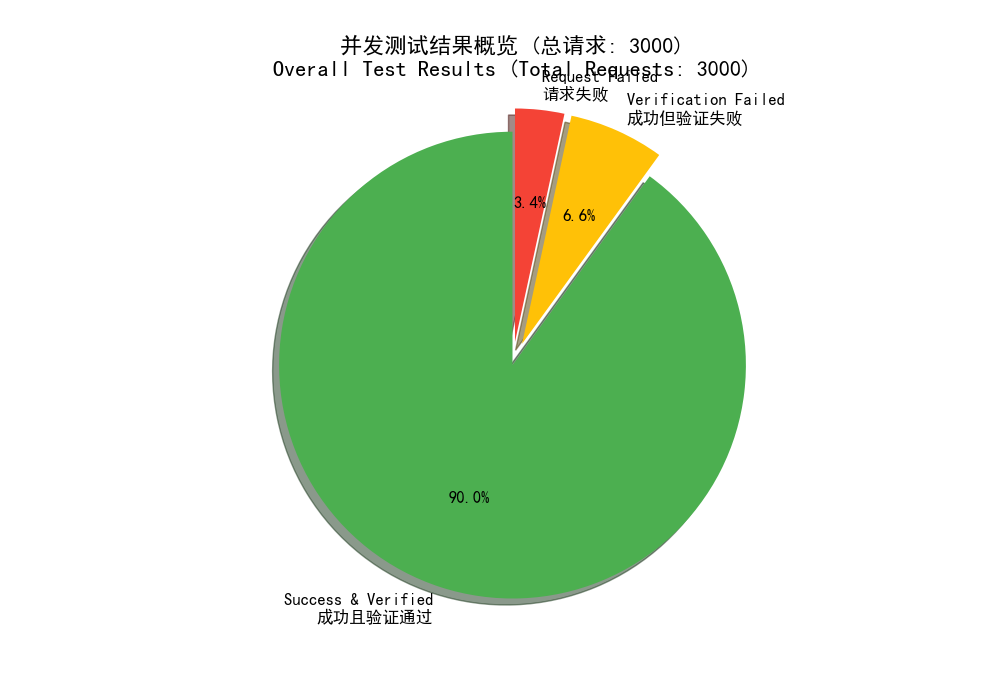 并发测试结果概览 (总请求: 3000)
Overall Test Results (Total Requests: 3000)
Request Failed
请求失败
Verification Failed
成功但验证失败
3.4%
6.6%
90.0%
Success & Verified
成功且验证通过